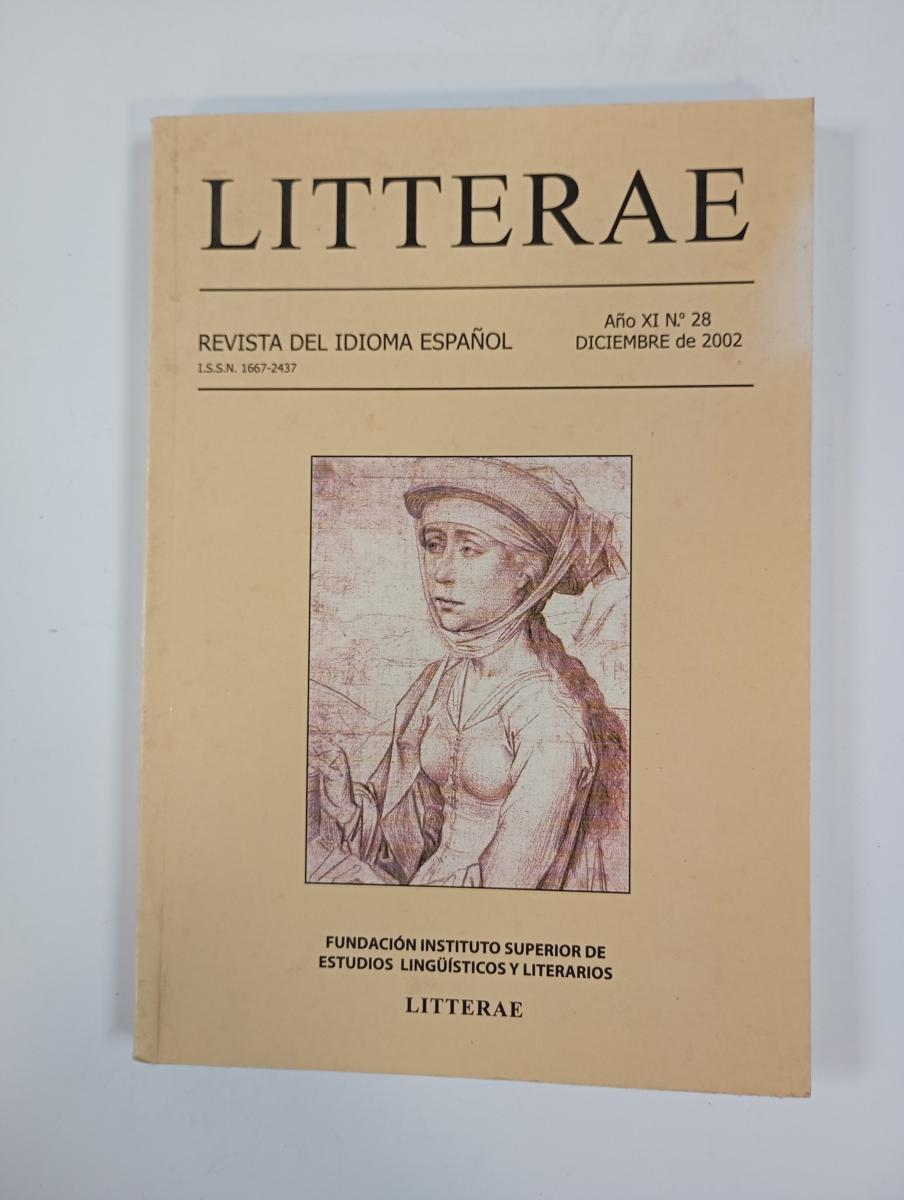 LITTERAE
REVISTA DEL IDIOMA ESPAÑOL
I.S.S.N. 1667-2437
Año XI N.º 28
DICIEMBRE de 2002
FUNDACIÓN INSTITUTO SUPERIOR DE
ESTUDIOS LINGÜÍSTICOS Y LITERARIOS
LITTERAE